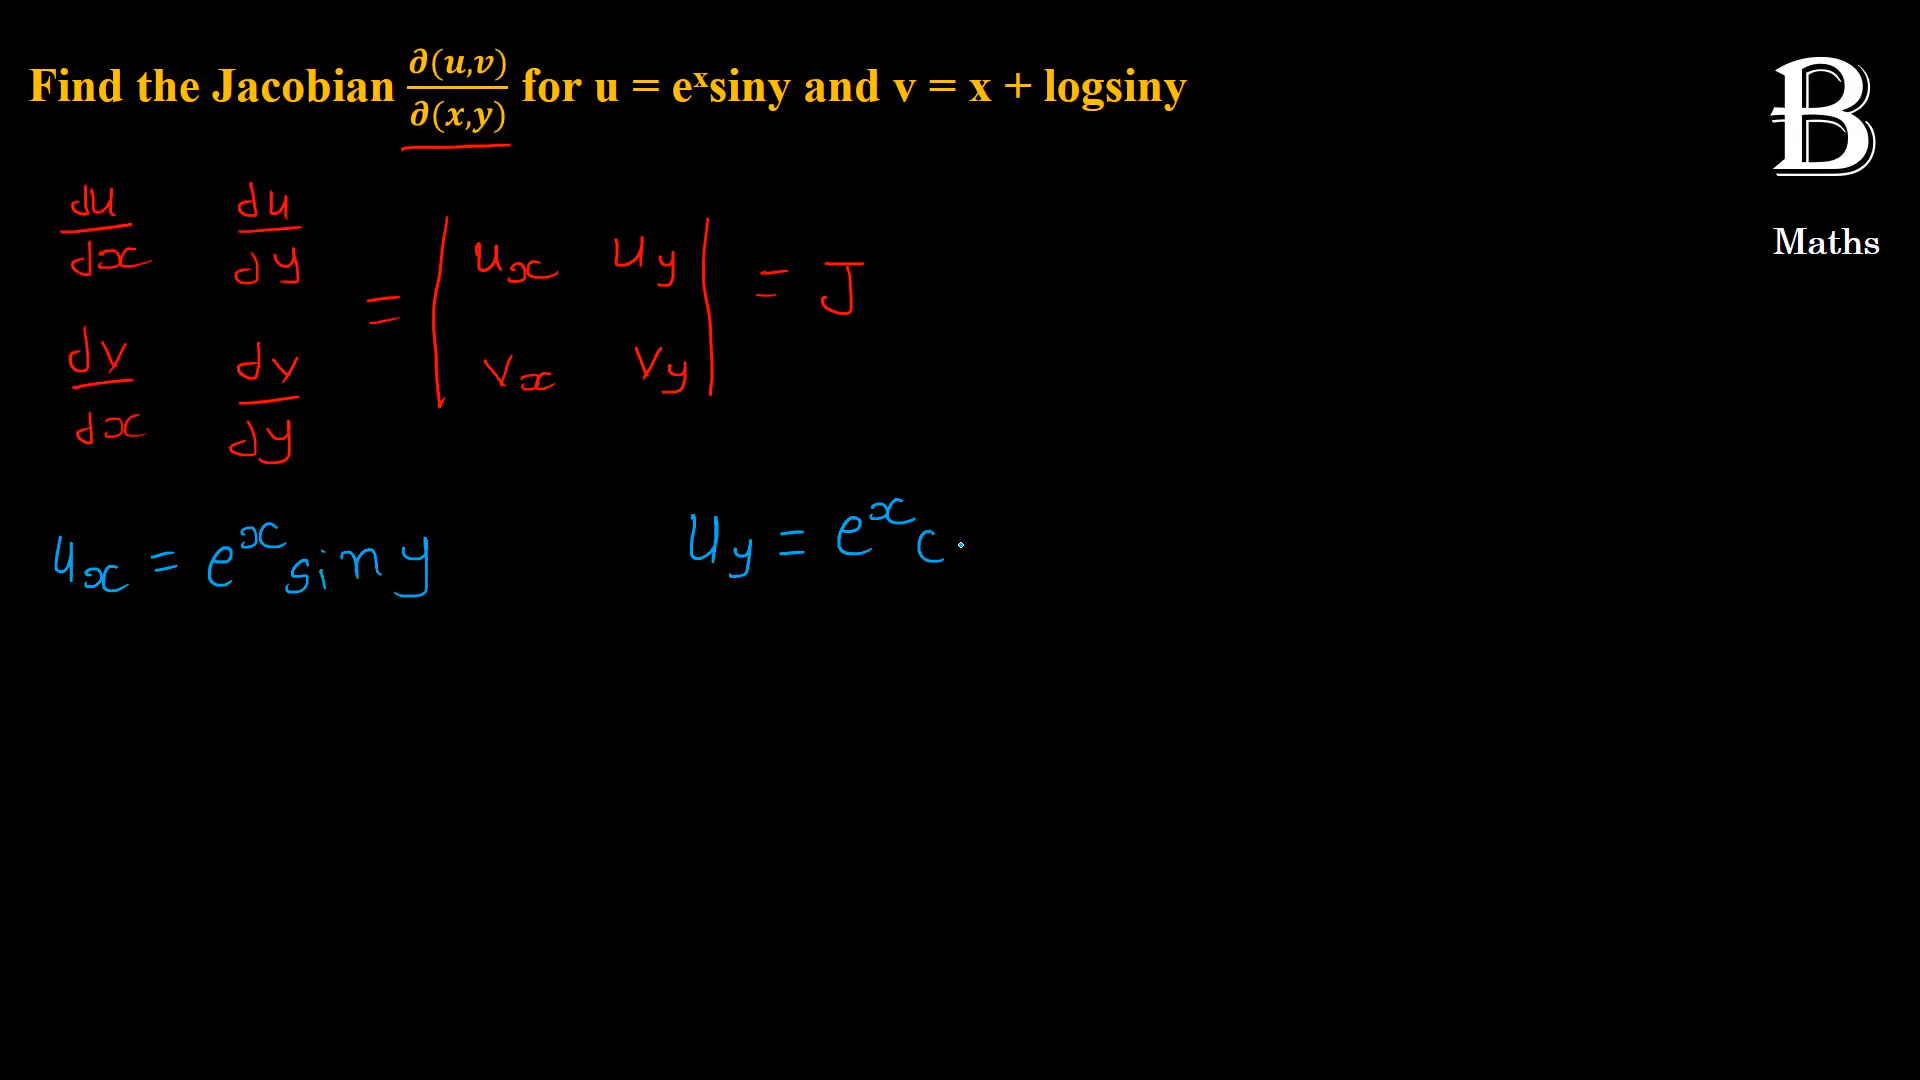 Find the Jacobian ∂(u,v)/∂(x,y) for u = eˣsiny and v = x + logsiny
B
Maths
du/dx du/dy
dv/dx dv/dy
= | uₓ u_y | = J
| vₓ v_y |
uₓ = eˣ sin y
u_y = eˣ c